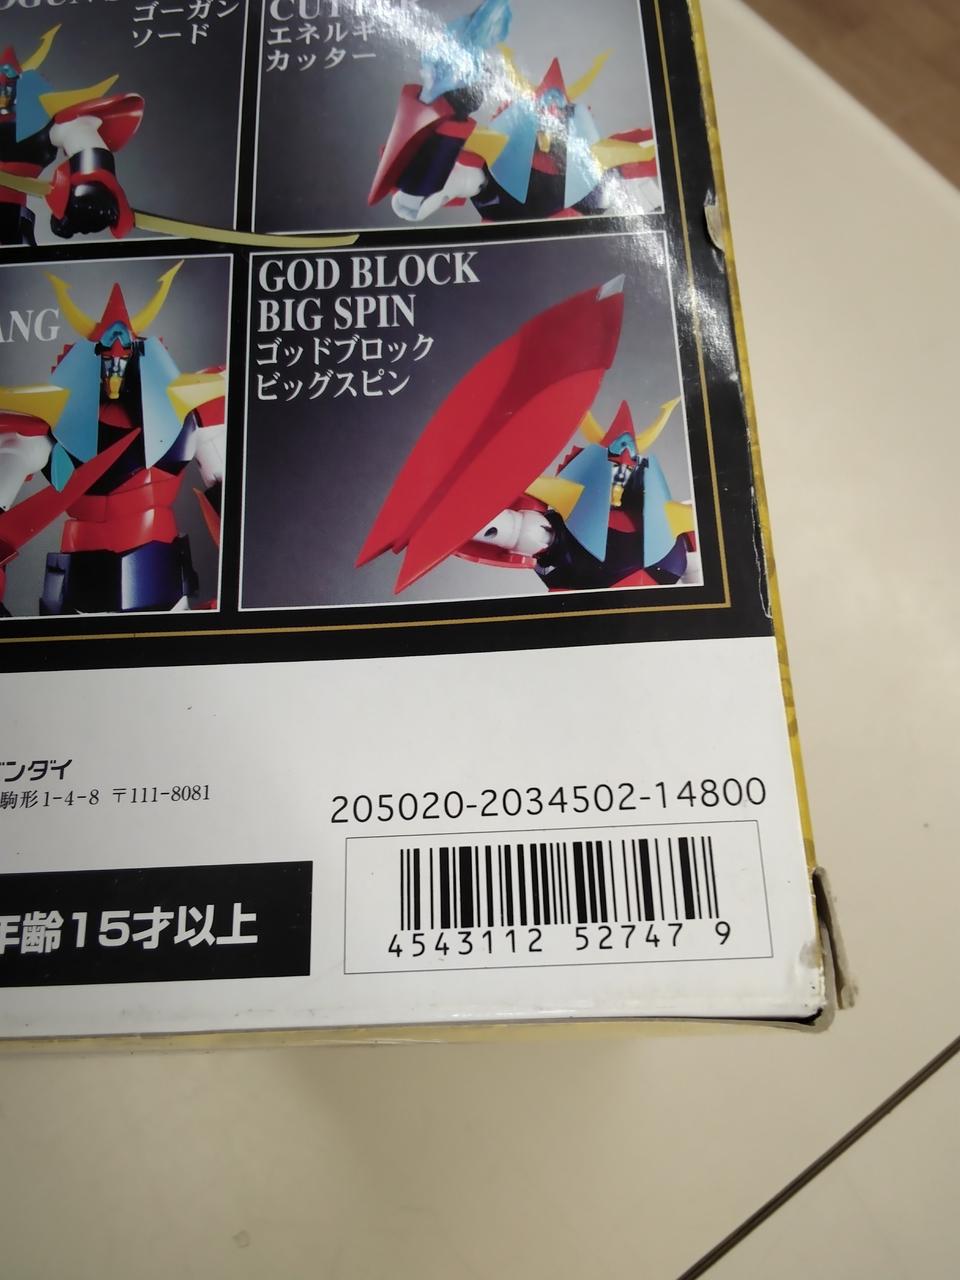 ゴーガン
ソード
CUTTER
エネルギー
カッター
ANG
GOD BLOCK
BIG SPIN
ゴッドブロック
ビッグスピン
ンダイ
駒形1-4-8 〒111-8081
205020-2034502-14800
年齢15才以上
4543112 52747 9